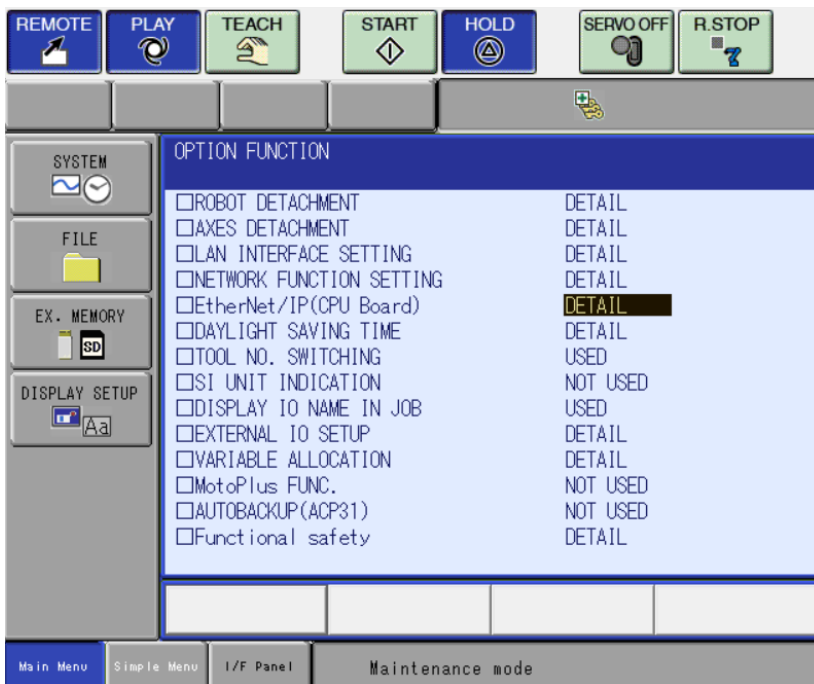 REMOTE PLAY TEACH START HOLD SERVO OFF R.STOP
SYSTEM
FILE
EX. MEMORY
SD
DISPLAY SETUP
Aa
OPTION FUNCTION
□ROBOT DETACHMENT DETAIL
□AXES DETACHMENT DETAIL
□LAN INTERFACE SETTING DETAIL
□NETWORK FUNCTION SETTING DETAIL
□EtherNet/IP(CPU Board) DETAIL
□DAYLIGHT SAVING TIME DETAIL
□TOOL NO. SWITCHING USED
□SI UNIT INDICATION NOT USED
□DISPLAY IO NAME IN JOB USED
□EXTERNAL IO SETUP DETAIL
□VARIABLE ALLOCATION DETAIL
□MotoPlus FUNC. NOT USED
□AUTOBACKUP(ACP31) NOT USED
□Functional safety DETAIL
Main Menu Simple Menu I/F Panel Maintenance mode